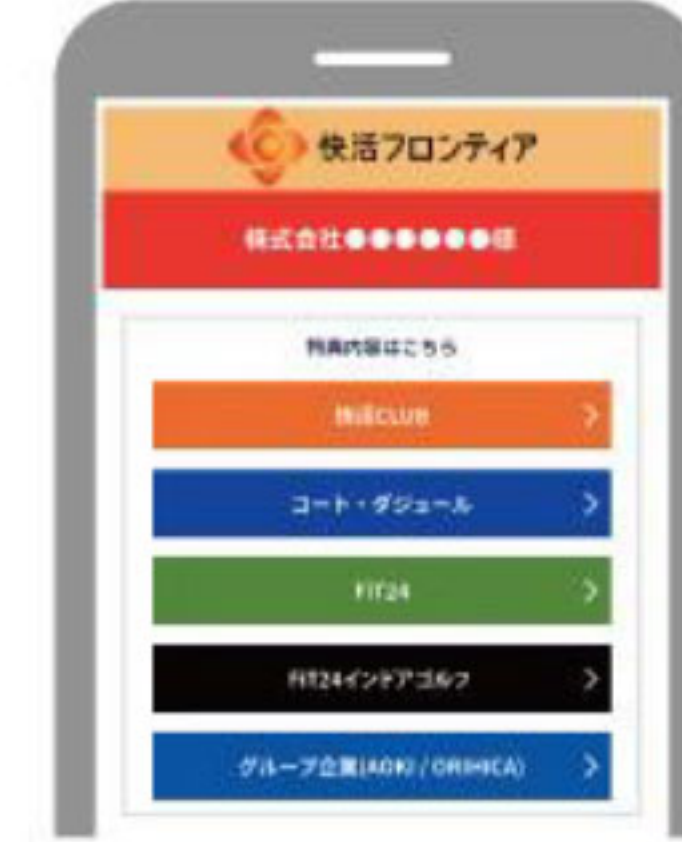 快活フロンティア
株式会社●●●●●●様
特典内容はこちら
快活CLUB
コート・ダジュール
FiT24
FiT24インドアゴルフ
グループ企業(AOKI / ORIHICA)